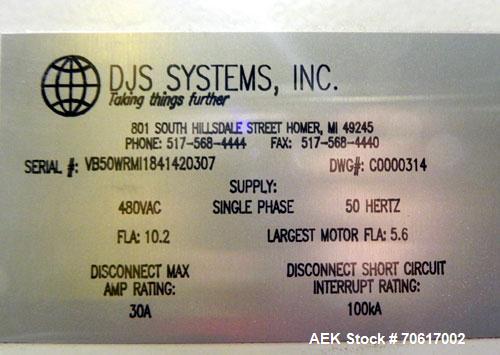 DJS SYSTEMS, INC.
Taking things further
801 SOUTH HILLSDALE STREET HOMER, MI 49245
PHONE: 517-568-4444 FAX: 517-568-4440
SERIAL #: VB50WRMI1841420307 DWG#: C0000314
SUPPLY:
480VAC SINGLE PHASE 50 HERTZ
FLA: 10.2 LARGEST MOTOR FLA: 5.6
DISCONNECT MAX
AMP RATING:
30A
DISCONNECT SHORT CIRCUIT
INTERRUPT RATING:
100kA
AEK Stock # 70617002